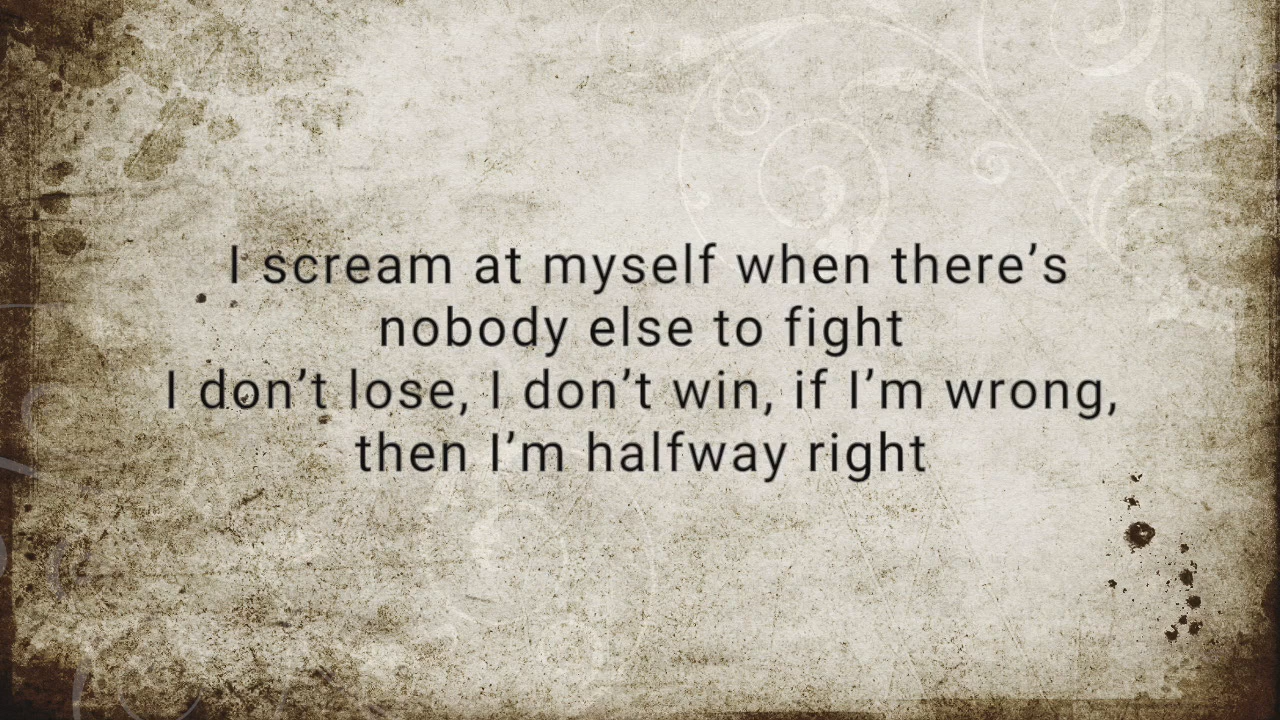 I scream at myself when there’s
nobody else to fight
I don’t lose, I don’t win, if I’m wrong,
then I’m halfway right